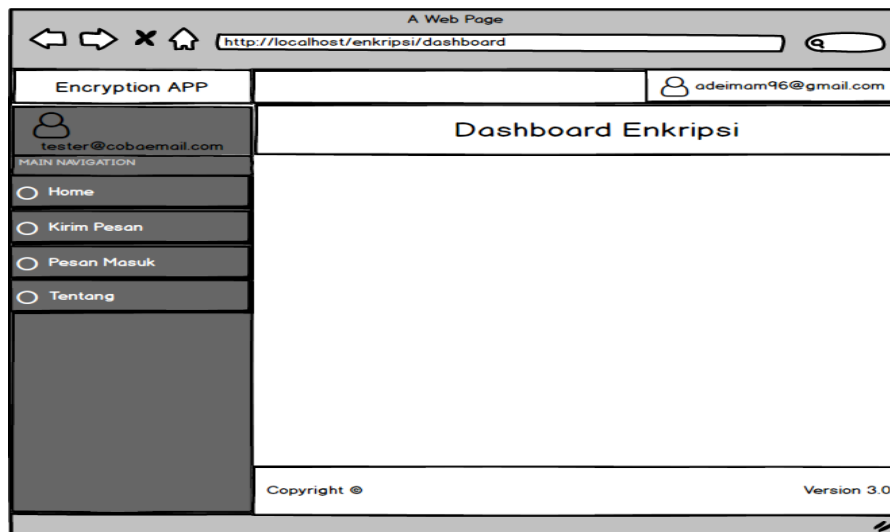 A Web Page
http://localhost/enkripsi/dashboard
Encryption APP
adeimam96@gmail.com
tester@cobaemail.com
Dashboard Enkripsi
MAIN NAVIGATION
Home
Kirim Pesan
Pesan Masuk
Tentang
Copyright ©
Version 3.0